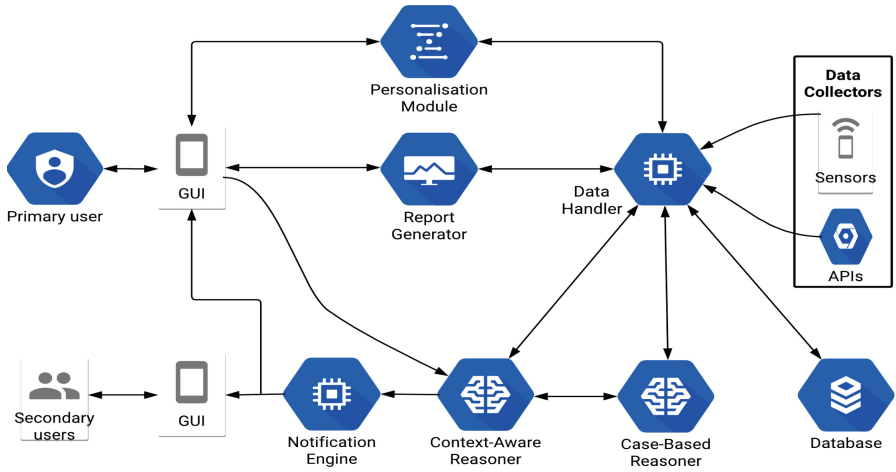 Personalisation
Module
Data
Collectors
Sensors
APIs
Primary user
GUI
Report
Generator
Data
Handler
Secondary
users
GUI
Notification
Engine
Context-Aware
Reasoner
Case-Based
Reasoner
Database